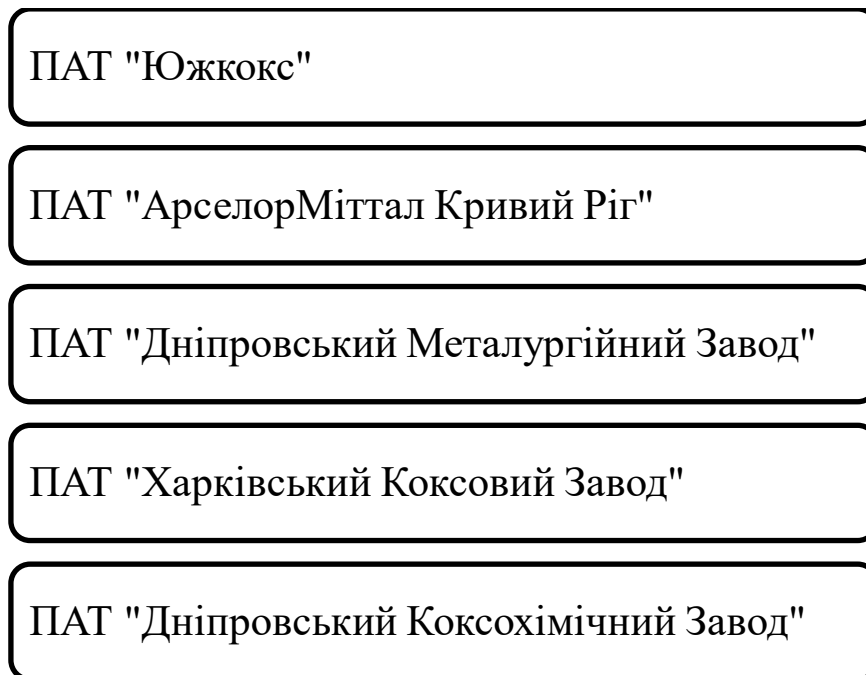 ПАТ "Южкокс"
ПАТ "АрселорМіттал Кривий Ріг"
ПАТ "Дніпровський Металургійний Завод"
ПАТ "Харківський Коксовий Завод"
ПАТ "Дніпровський Коксохімічний Завод"